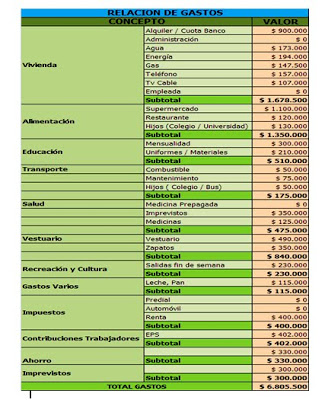 RELACION DE GASTOS
CONCEPTO VALOR
Vivienda
Alquiler / Cuota Banco $ 900.000
Administración $ 0
Agua $ 173.000
Energía $ 194.000
Gas $ 147.500
Teléfono $ 157.000
Tv Cable $ 107.000
Empleada $ 0
Subtotal $ 1.678.500
Alimentación
Supermercado $ 1.100.000
Restaurante $ 120.000
Hijos (Colegio / Universidad) $ 130.000
Subtotal $ 1.350.000
Educación
Mensualidad $ 300.000
Uniformes / Materiales $ 210.000
Subtotal $ 510.000
Transporte
Combustible $ 50.000
Mantenimiento $ 75.000
Hijos ( Colegio / Bus) $ 50.000
Subtotal $ 175.000
Salud
Medicina Prepagada $ 0
Imprevistos $ 350.000
Medicinas $ 125.000
Subtotal $ 475.000
Vestuario
Vestuario $ 490.000
Zapatos $ 350.000
Subtotal $ 840.000
Recreación y Cultura
Salidas fin de semana $ 230.000
Subtotal $ 230.000
Gastos Varios
Leche, Pan $ 115.000
Subtotal $ 115.000
Impuestos
Predial $ 0
Automóvil $ 0
Renta $ 400.000
Subtotal $ 400.000
Contribuciones Trabajadores
EPS $ 402.000
Subtotal $ 402.000
$ 330.000
Ahorro
Subtotal $ 330.000
Imprevistos
$ 300.000
Subtotal $ 300.000
TOTAL GASTOS $ 6.805.500